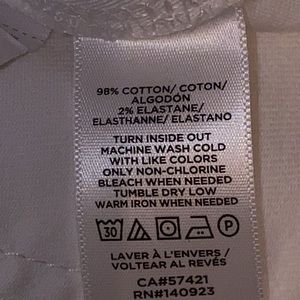 98% COTTON/ COTON/
ALGODÓN
2% ELASTANE/
ELASTHANNE/ ELASTANO
TURN INSIDE OUT
MACHINE WASH COLD
WITH LIKE COLORS
ONLY NON-CHLORINE
BLEACH WHEN NEEDED
TUMBLE DRY LOW
WARM IRON WHEN NEEDED
30 P
LAVER À L'ENVERS /
VOLTEAR AL REVÉS
CA#57421
RN#140923